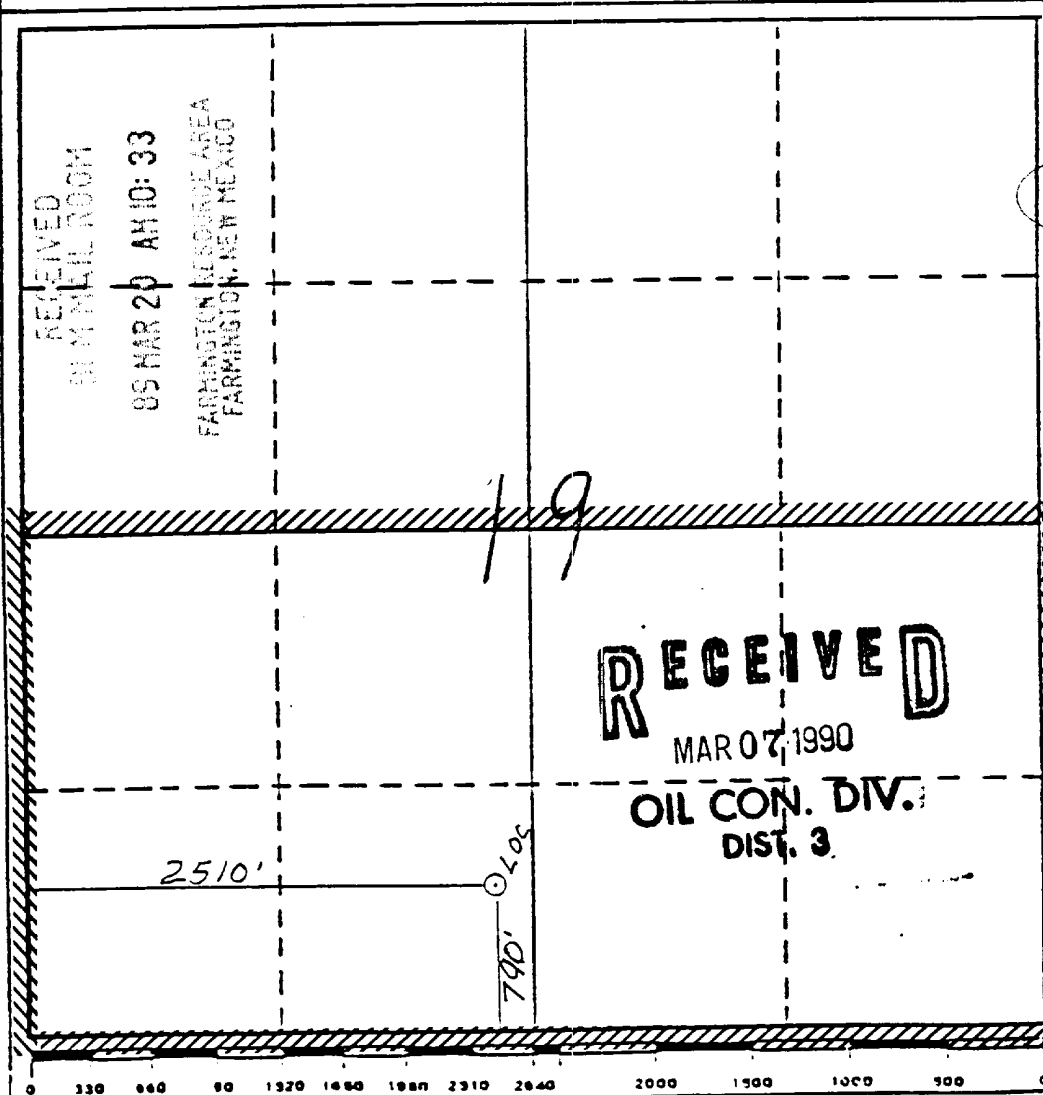 RECEIVED
BLM MAIL ROOM
89 MAR 20 AM 10: 33
FARMINGTON RESOURCE AREA
FARMINGTON, NEW MEXICO
19
RECEIVED
MAR 07 1990
OIL CON. DIV.
DIST. 3
2510'
LOC
790'
0 330 660 90 1320 1650 1980 2310 2640 2000 1500 1000 500 0